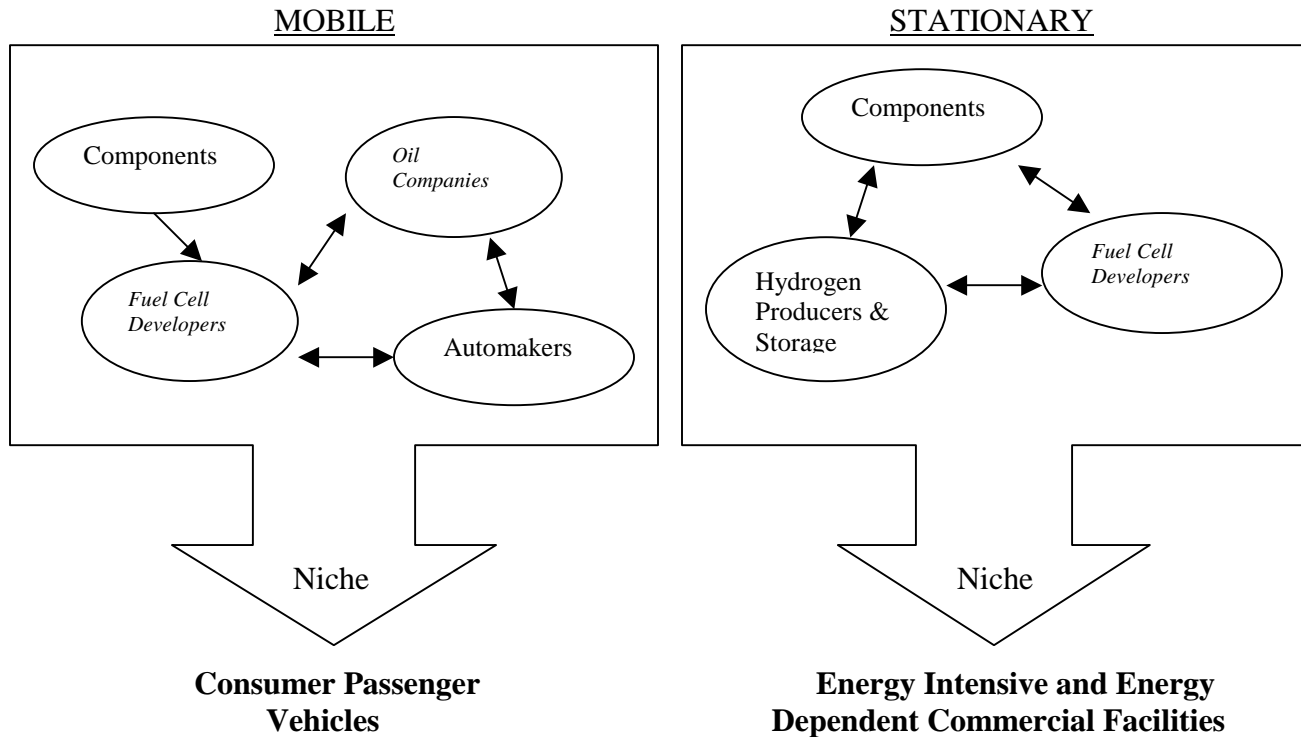 MOBILE
Components
Oil
Companies
Fuel Cell
Developers
Automakers
Niche
Consumer Passenger
Vehicles
STATIONARY
Components
Hydrogen
Producers &
Storage
Fuel Cell
Developers
Niche
Energy Intensive and Energy
Dependent Commercial Facilities